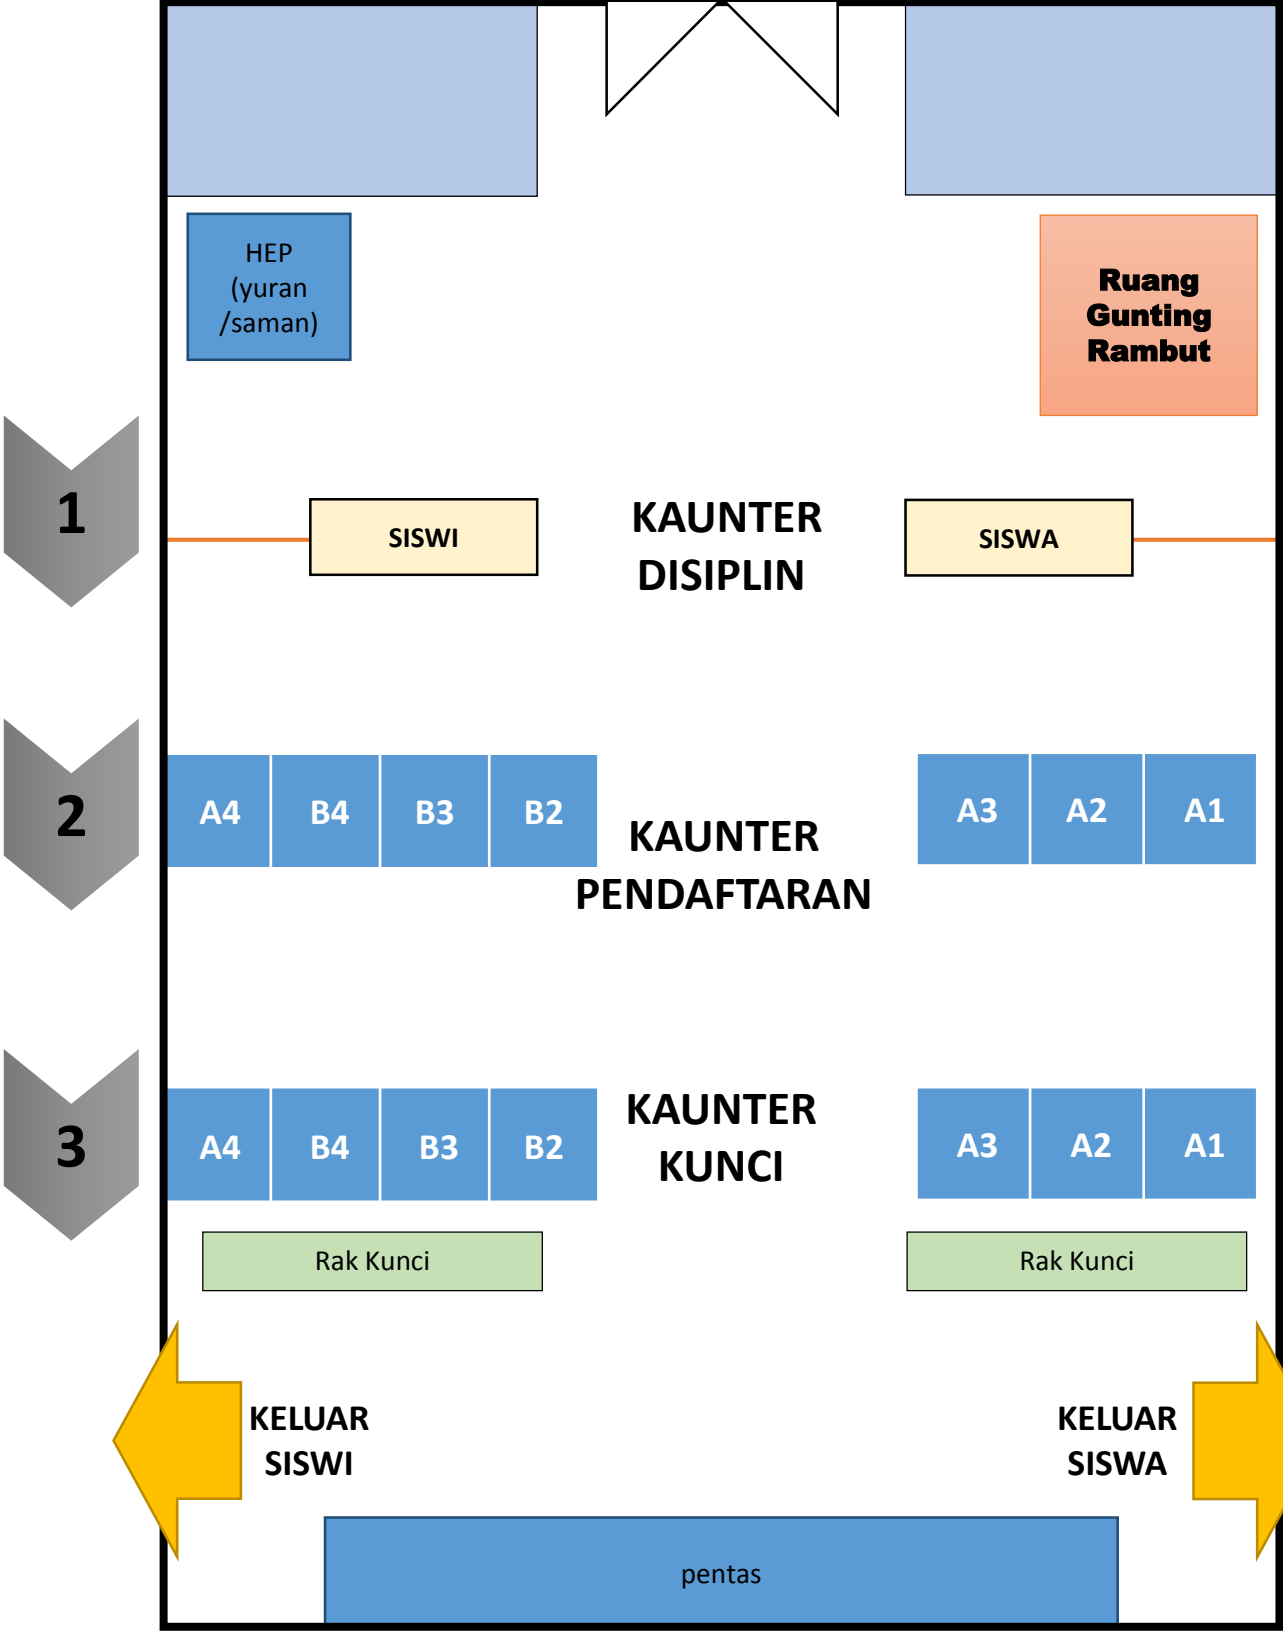 HEP
(yuran
/saman)
Ruang
Gunting
Rambut
1
SISWI
KAUNTER
DISIPLIN
SISWA
2
A4 B4 B3 B2
KAUNTER
PENDAFTARAN
A3 A2 A1
3
A4 B4 B3 B2
KAUNTER
KUNCI
A3 A2 A1
Rak Kunci
Rak Kunci
KELUAR
SISWI
KELUAR
SISWA
pentas